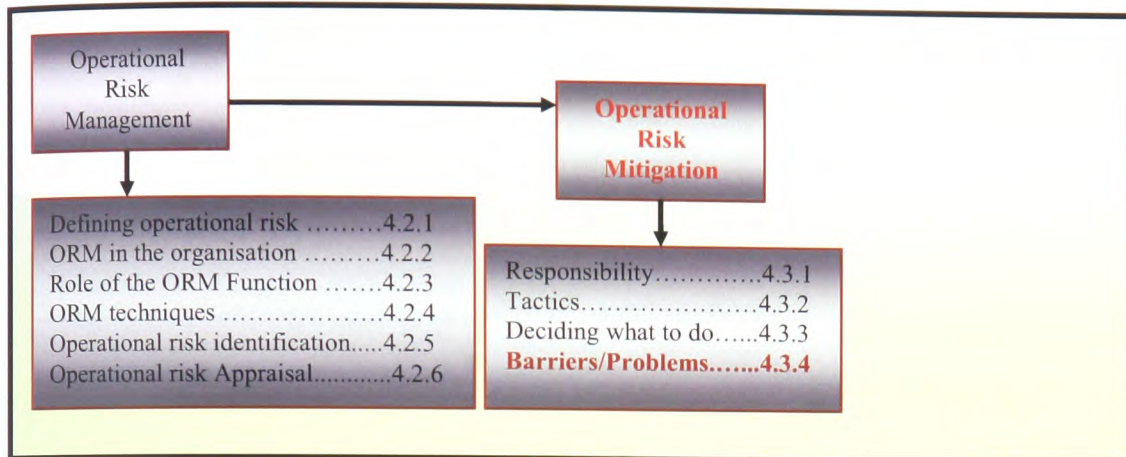 Operational
Risk
Management
Operational
Risk
Mitigation
Defining operational risk .........4.2.1
ORM in the organisation .........4.2.2
Role of the ORM Function .......4.2.3
ORM techniques ..................4.2.4
Operational risk identification.....4.2.5
Operational risk Appraisal............4.2.6
Responsibility.............4.3.1
Tactics.....................4.3.2
Deciding what to do…...4.3.3
Barriers/Problems…....4.3.4